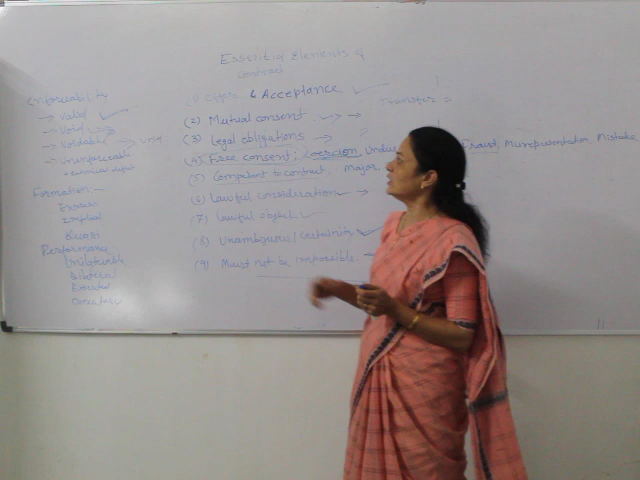 Essential Elements of
Contract
Enforceability
→ Valid
→ Void
→ Voidable
→ Unenforceable
Formation —
Express
Implied
Quasi
Performance
Unilateral
Bilateral
Executed
Executory
(1) Offer & Acceptance
Transfer =
(2) Mutual consent →
(3) Legal obligations →
(4) Free consent: Coercion Undue Fraud, Misrepresentation Mistake
(5) Competent to contract. Major
(6) Lawful consideration →
(7) lawful object
(8) Unambiguous / Certainity
(9) Must not be impossible.